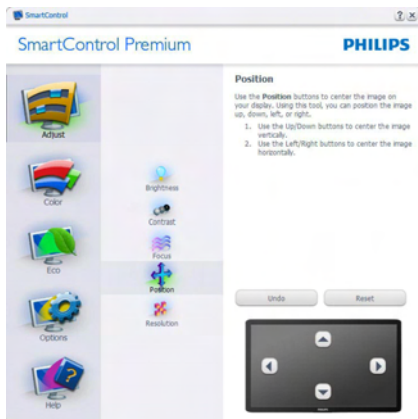 SmartControl
SmartControl Premium
PHILIPS
Adjust
Color
Eco
Options
Help
Brightness
Contrast
Focus
Position
Resolution
Position
Use the Position buttons to center the image on
your display. Using this tool, you can position the image
up, down, left, or right.
1. Use the Up/Down buttons to center the image
vertically.
2. Use the Left/Right buttons to center the image
horizontally.
Undo
Reset